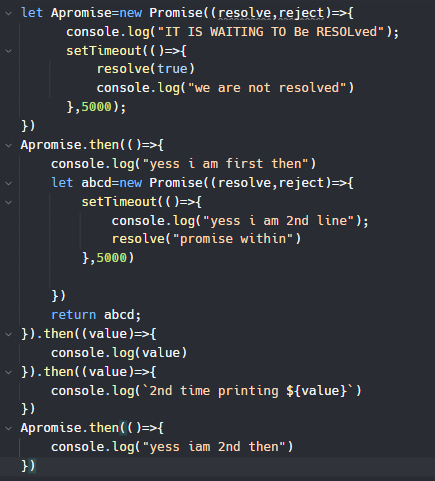 let Apromise=new Promise((resolve,reject)=>{
console.log("IT IS WAITING TO Be RESOLved");
setTimeout(()=>{
resolve(true)
console.log("we are not resolved")
},5000);
})
Apromise.then(()=>{
console.log("yess i am first then")
let abcd=new Promise((resolve,reject)=>{
setTimeout(()=>{
console.log("yess i am 2nd line");
resolve("promise within")
},5000)
})
return abcd;
}).then((value)=>{
console.log(value)
}).then((value)=>{
console.log(`2nd time printing ${value}`)
})
Apromise.then(()=>{
console.log("yess iam 2nd then")
})